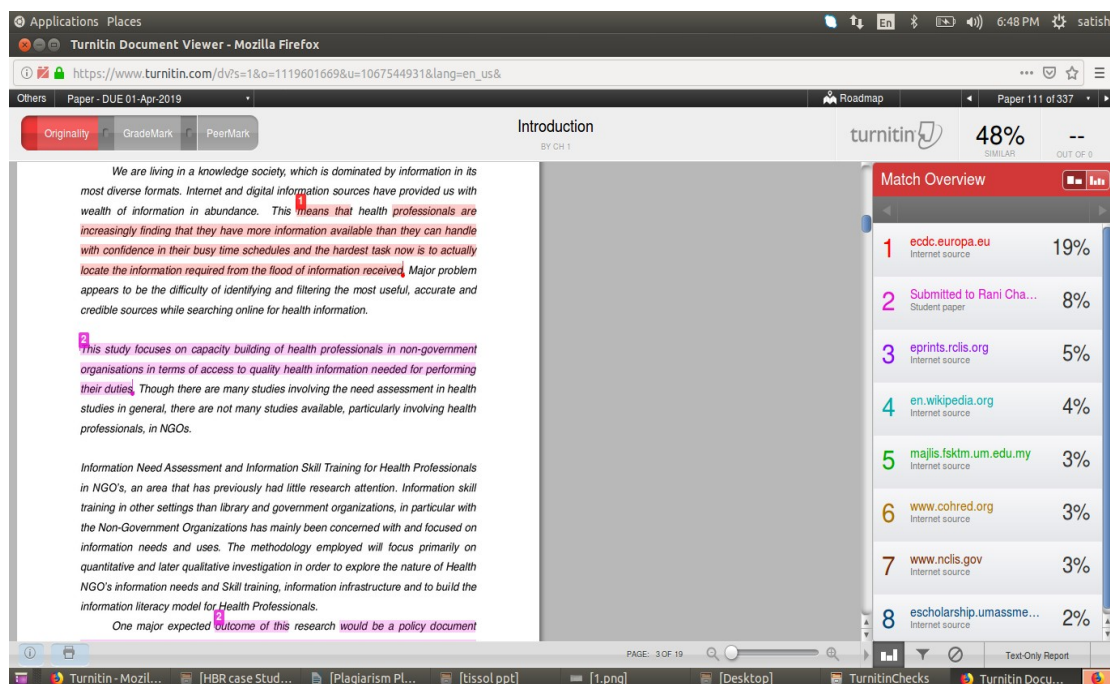 Applications Places
En
6:48 PM
satish
Turnitin Document Viewer - Mozilla Firefox
https://www.turnitin.com/dv?s=1&o=1119601669&u=1067544931&lang=en_us&
Others Paper - DUE 01-Apr-2019
Roadmap
Paper 111 of 337
Originality GradeMark PeerMark
Introduction
BY CH 1
turnitin
48%
SIMILAR
--
OUT OF 0
We are living in a knowledge society, which is dominated by information in its
most diverse formats. Internet and digital information sources have provided us with
wealth of information in abundance. This means that health professionals are
1
increasingly finding that they have more information available than they can handle
with confidence in their busy time schedules and the hardest task now is to actually
locate the information required from the flood of information received. Major problem
appears to be the difficulty of identifying and filtering the most useful, accurate and
credible sources while searching online for health information.
2
This study focuses on capacity building of health professionals in non-government
organisations in terms of access to quality health information needed for performing
their duties. Though there are many studies involving the need assessment in health
studies in general, there are not many studies available, particularly involving health
professionals, in NGOs.
Information Need Assessment and Information Skill Training for Health Professionals
in NGO's, an area that has previously had little research attention. Information skill
training in other settings than library and government organizations, in particular with
the Non-Government Organizations has mainly been concerned with and focused on
information needs and uses. The methodology employed will focus primarily on
quantitative and later qualitative investigation in order to explore the nature of Health
NGO's information needs and Skill training, information infrastructure and to build the
information literacy model for Health Professionals.
2
One major expected outcome of this research would be a policy document
Match Overview
1 ecdc.europa.eu 19%
Internet source
2 Submitted to Rani Cha... 8%
Student paper
3 eprints.rclis.org 5%
Internet source
4 en.wikipedia.org 4%
Internet source
5 majlis.fsktm.um.edu.my 3%
Internet source
6 www.cohred.org 3%
Internet source
7 www.nclis.gov 3%
Internet source
8 escholarship.umassme... 2%
Internet source
PAGE: 3 OF 19
Text-Only Report
Turnitin - Mozil... [HBR case Stud... [Plagiarism Pl... [tissol ppt] [1.png] [Desktop] TurnitinChecks Turnitin Docu...